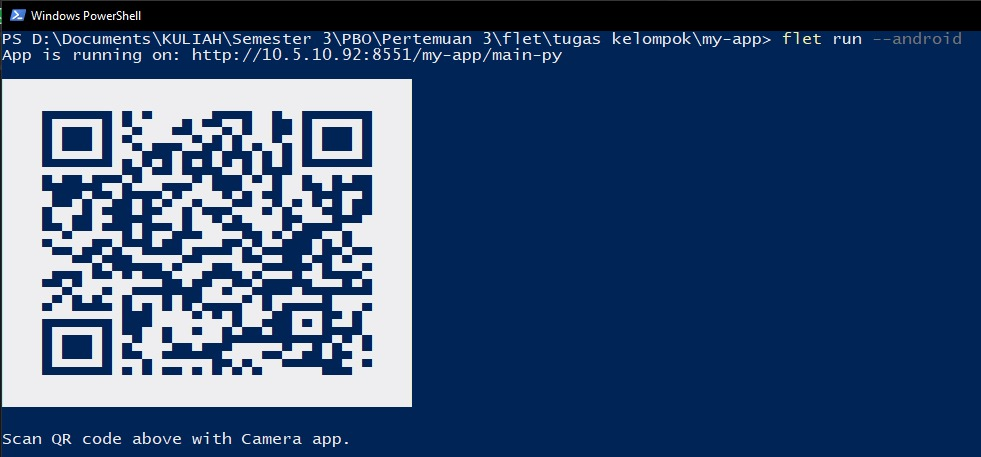 Windows PowerShell
PS D:\Documents\KULIAH\Semester 3\PBO\Pertemuan 3\flet\tugas kelompok\my-app> flet run --android
App is running on: http://10.5.10.92:8551/my-app/main-py
Scan QR code above with Camera app.